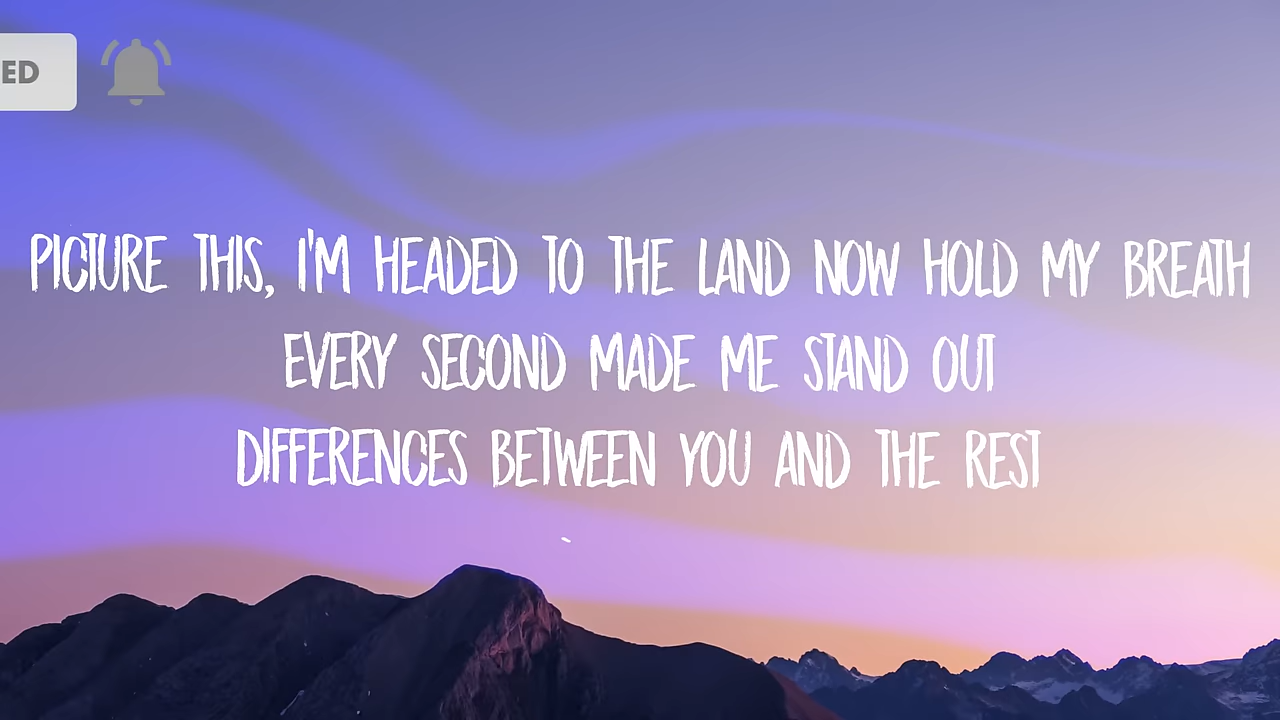 ED
PICTURE THIS, I'M HEADED TO THE LAND NOW HOLD MY BREATH
EVERY SECOND MADE ME STAND OUT
DIFFERENCES BETWEEN YOU AND THE REST